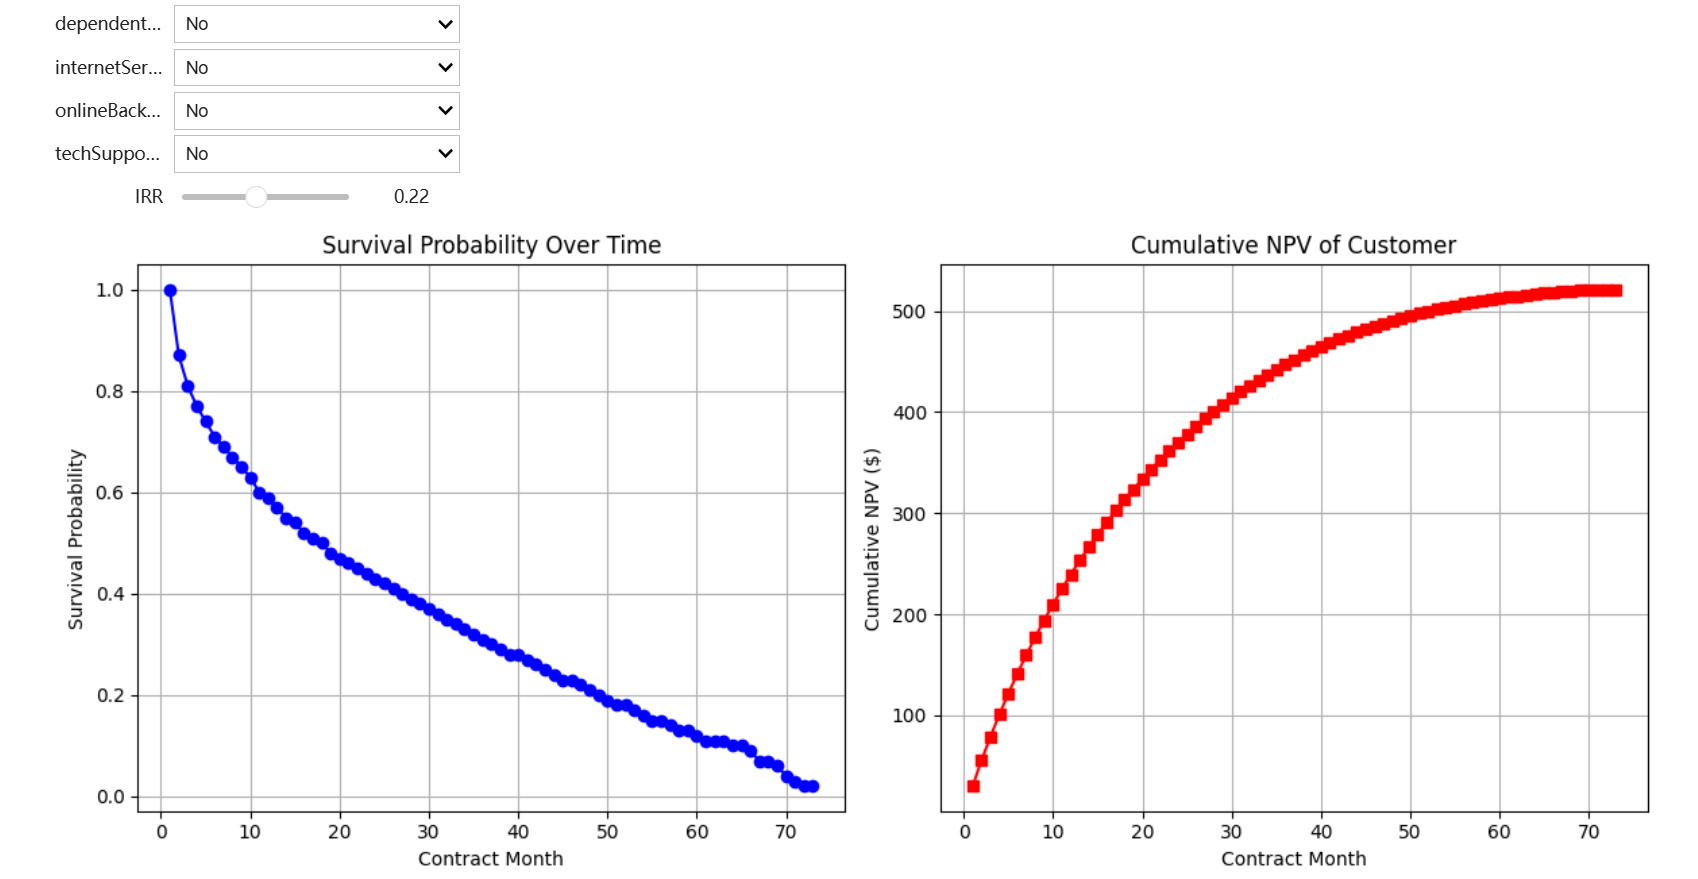 dependent... No
internetSer... No
onlineBack... No
techSuppo... No
IRR 0.22
Survival Probability Over Time
Survival Probability
1.0
0.8
0.6
0.4
0.2
0.0
0 10 20 30 40 50 60 70
Contract Month
Cumulative NPV of Customer
Cumulative NPV ($)
500
400
300
200
100
0 10 20 30 40 50 60 70
Contract Month